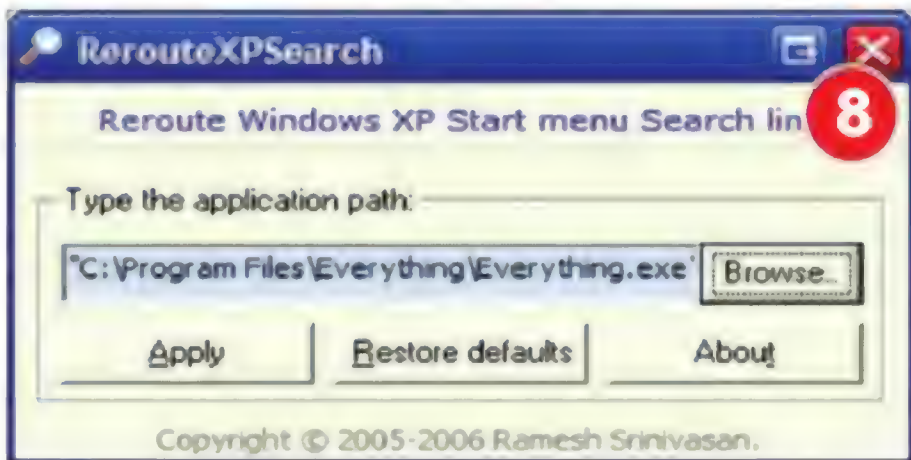 RerouteXPSearch
8
Reroute Windows XP Start menu Search lin
Type the application path:
"C:\Program Files\Everything\Everything.exe"
Browse...
Apply
Restore defaults
About
Copyright © 2005-2006 Ramesh Srinivasan.